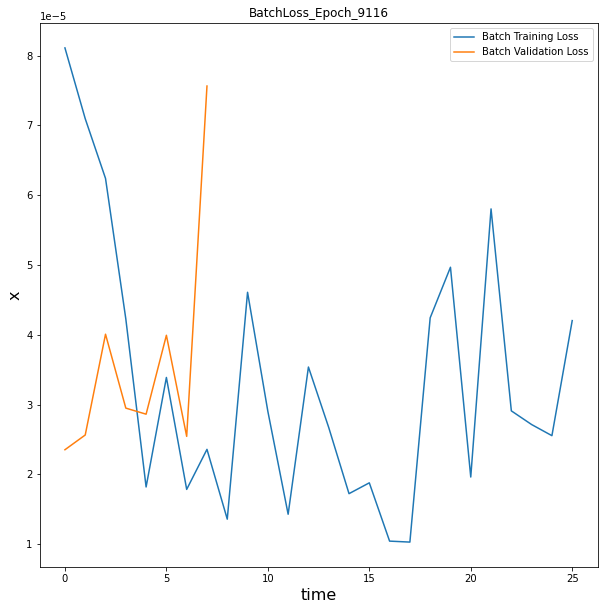 BatchLoss_Epoch_9116
1e−5
Batch Training Loss
Batch Validation Loss
8
7
6
5
4
3
2
1
x
0 5 10 15 20 25
time